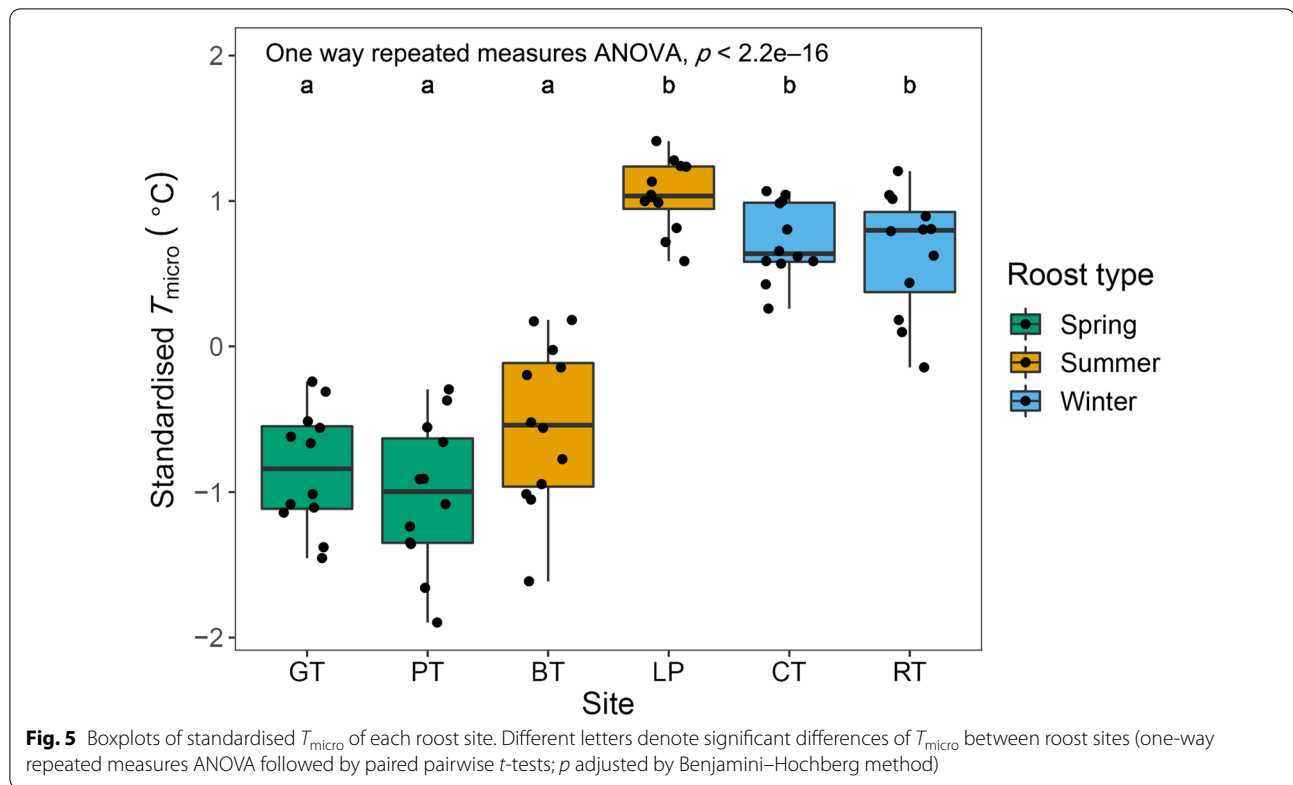 One way repeated measures ANOVA, p < 2.2e–16
a a a b b b
2
1
0
−1
−2
Standardised Tmicro ( °C)
GT PT BT LP CT RT
Site
Roost type
Spring
Summer
Winter
Fig. 5 Boxplots of standardised Tmicro of each roost site. Different letters denote significant differences of Tmicro between roost sites (one-way
repeated measures ANOVA followed by paired pairwise t-tests; p adjusted by Benjamini–Hochberg method)